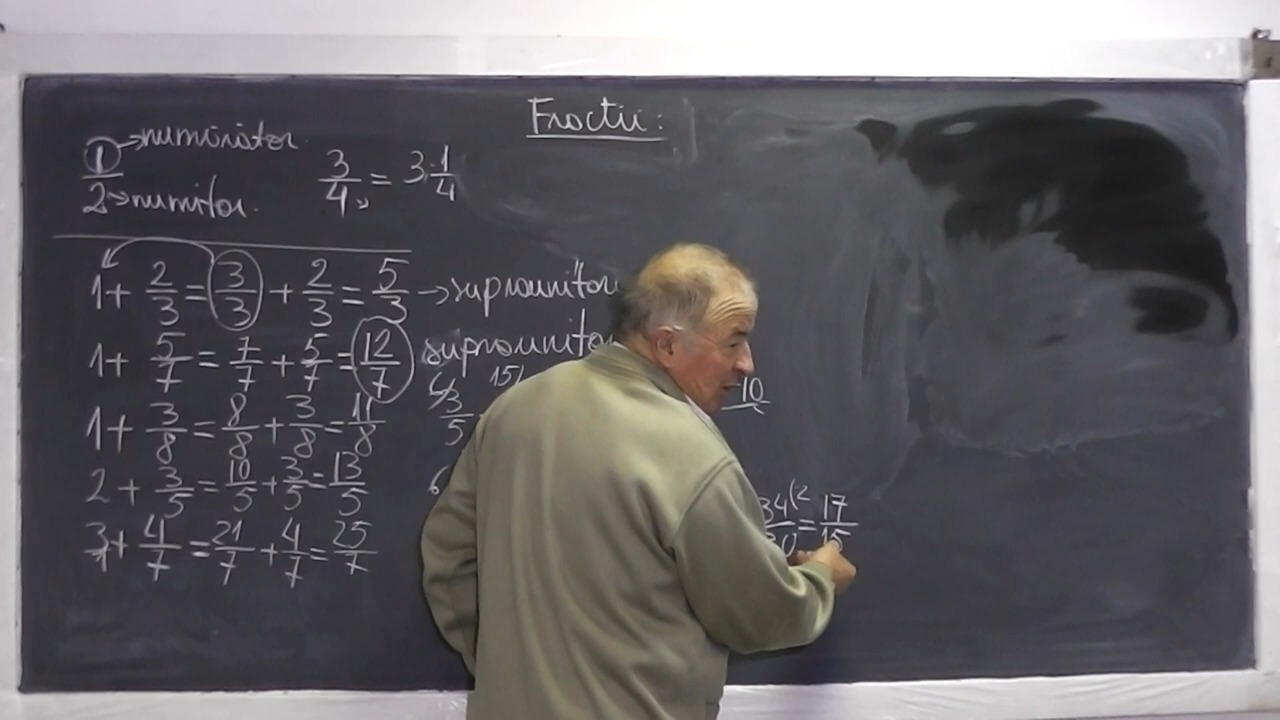 Fractii:
1/2 →numărător
→numitor.
3/4 = 3·1/4
1+ 2/3 = 3/3 + 2/3 = 5/3 →supraunitară
1+ 5/7 = 7/7 + 5/7 = 12/7 supraunitar
1+ 3/8 = 8/8 + 3/8 = 11/8
2 + 3/5 = 10/5 + 3/5 = 13/5
3+ 4/7 = 21/7 + 4/7 = 25/7
15/
3/5
10
34(2 = 17/15